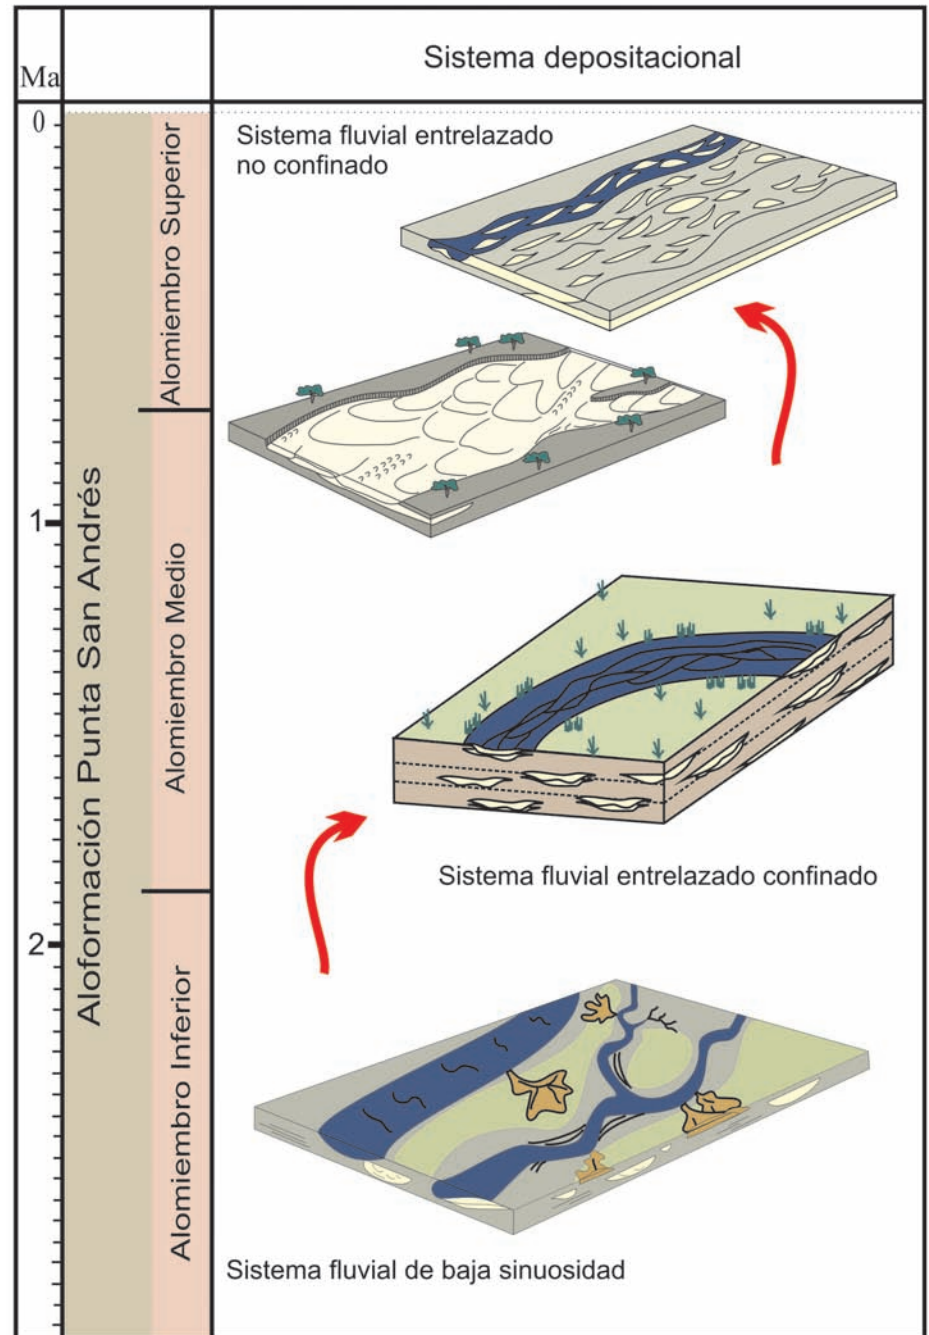 Ma
Sistema depositacional
0
1
2
Aloformación Punta San Andrés
Alomiembro Superior
Alomiembro Medio
Alomiembro Inferior
Sistema fluvial entrelazado
no confinado
Sistema fluvial entrelazado confinado
Sistema fluvial de baja sinuosidad